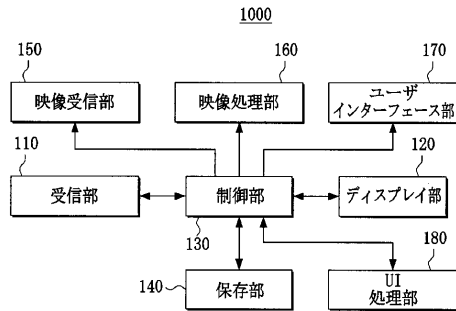 1000
150
160
170
映像受信部
映像処理部
ユーザ
インターフェース部
110
120
受信部
制御部
ディスプレイ部
130
180
140
保存部
UI
処理部